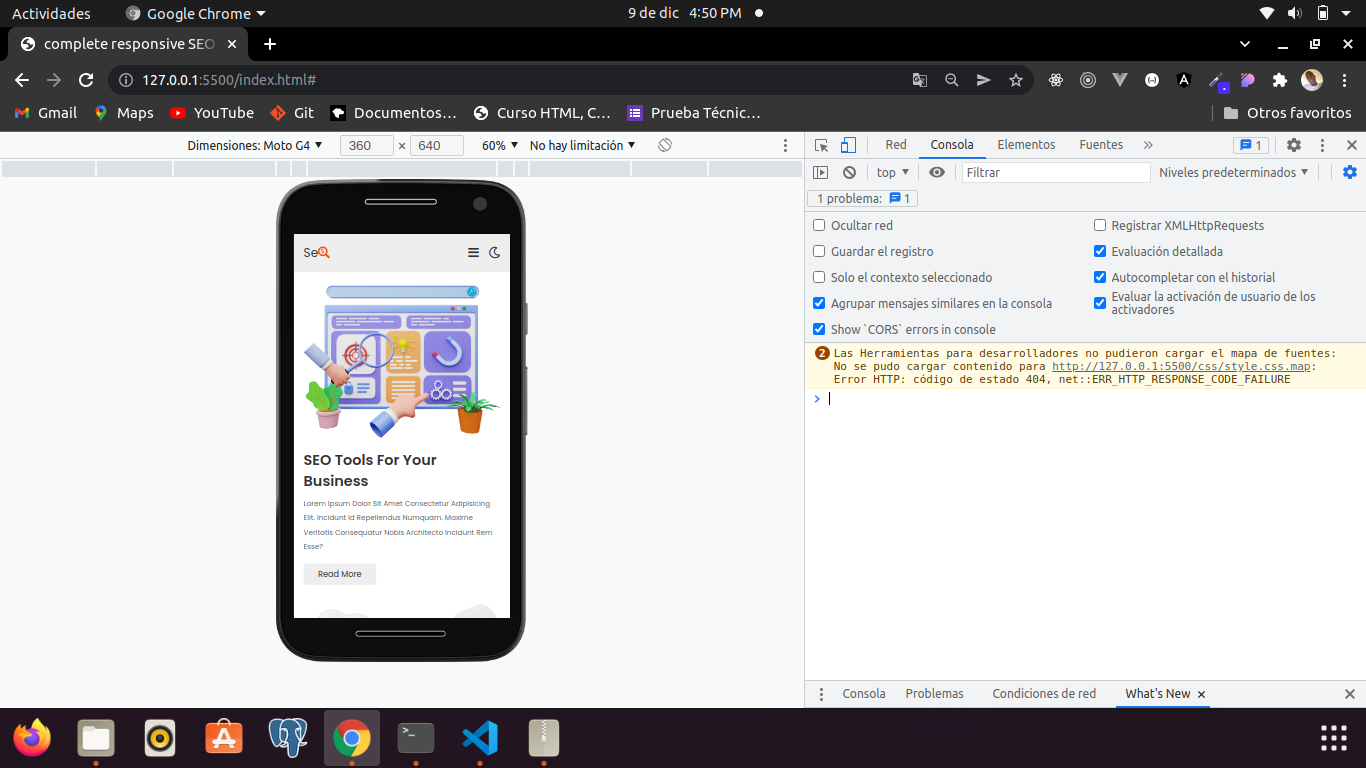 Actividades
Google Chrome
9 de dic 4:50 PM
complete responsive SEO
127.0.0.1:5500/index.html#
Gmail
Maps
YouTube
Git
Documentos…
Curso HTML, C…
Prueba Técnic…
Otros favoritos
Dimensiones: Moto G4
360 × 640
60%
No hay limitación
Red
Consola
Elementos
Fuentes
»
1
top
Filtrar
Niveles predeterminados
1 problema: 1
Ocultar red
Registrar XMLHttpRequests
Guardar el registro
Evaluación detallada
Solo el contexto seleccionado
Autocompletar con el historial
Agrupar mensajes similares en la consola
Evaluar la activación de usuario de los
activadores
Show `CORS` errors in console
2 Las Herramientas para desarrolladores no pudieron cargar el mapa de fuentes:
No se pudo cargar contenido para http://127.0.0.1:5500/css/style.css.map:
Error HTTP: código de estado 404, net::ERR_HTTP_RESPONSE_CODE_FAILURE
Se
SEO Tools For Your
Business
Lorem Ipsum Dolor Sit Amet Consectetur Adipisicing
Elit. Incidunt Id Repellendus Numquam. Maxime
Veritatis Consequatur Nobis Architecto Incidunt Rem
Esse?
Read More
Consola
Problemas
Condiciones de red
What's New